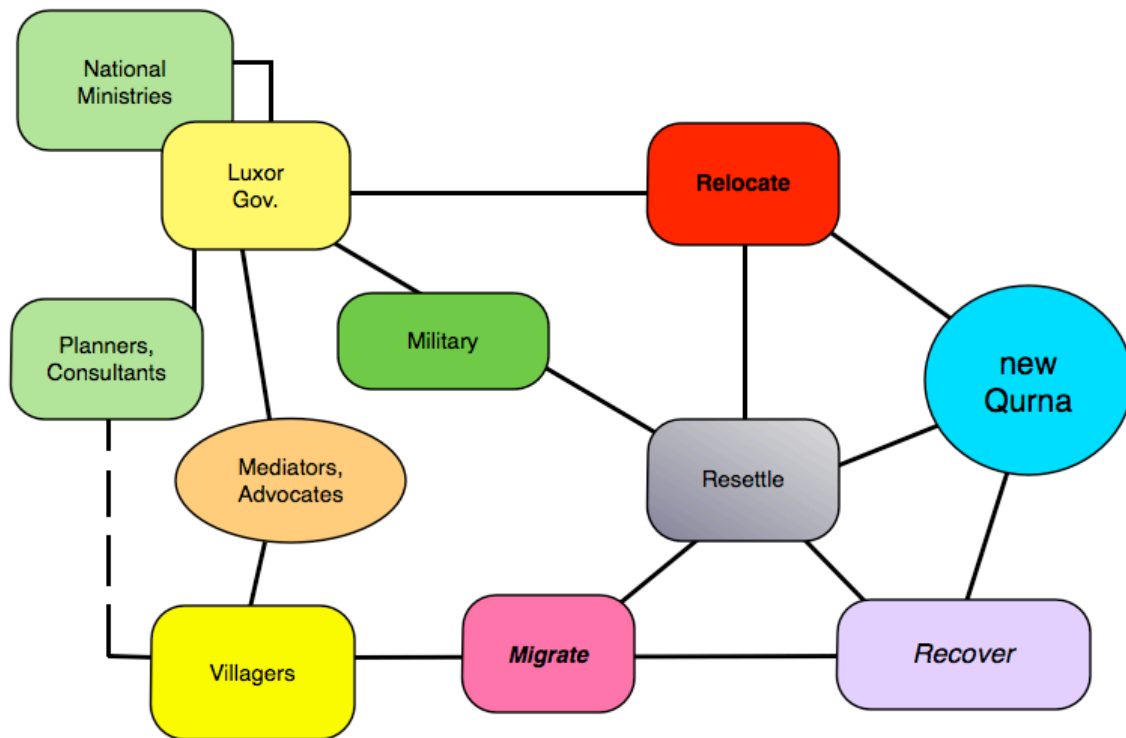 National
Ministries
Luxor
Gov.
Relocate
Planners,
Consultants
Military
new
Qurna
Mediators,
Advocates
Resettle
Villagers
Migrate
Recover